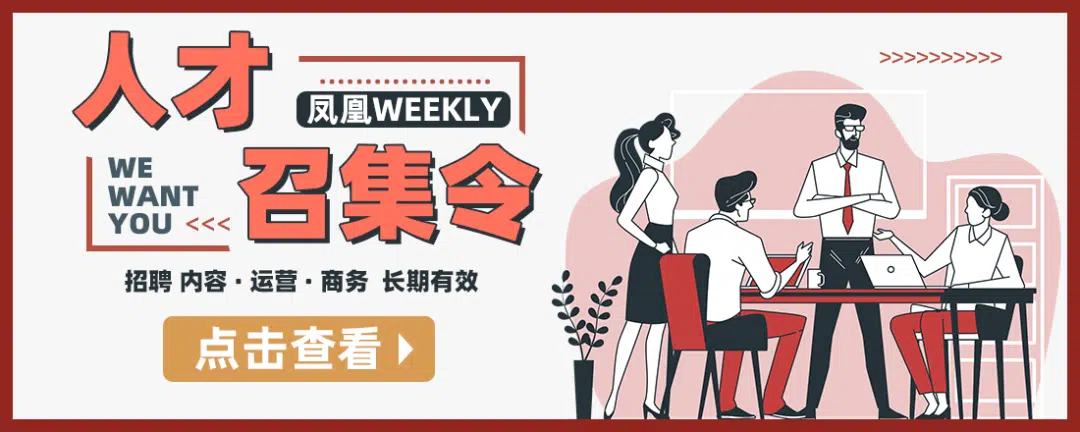 人才
凤凰WEEKLY
>>>>>>>>>>
WE
WANT
YOU <<<
召集令
招聘 内容·运营·商务 长期有效
点击查看